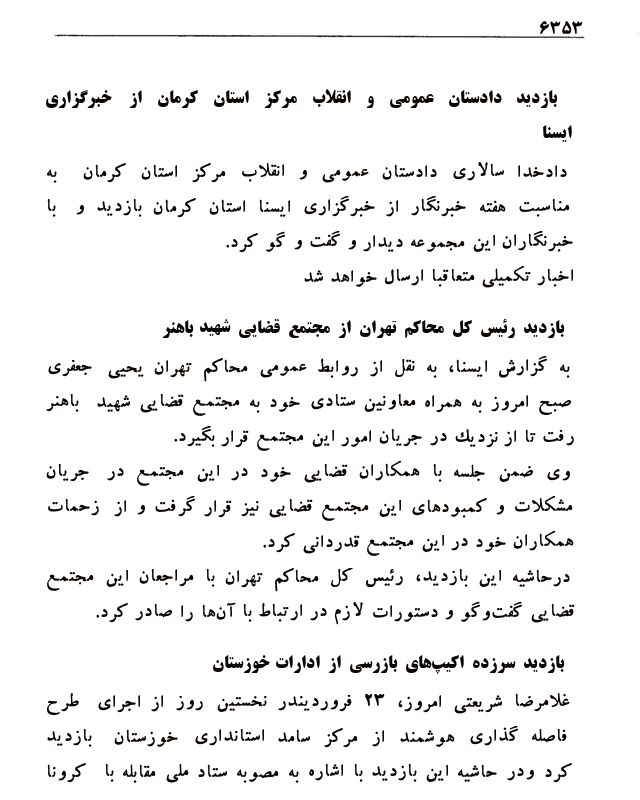 ۶۳۵۳
بازدید دادستان عمومی و انقلاب مرکز استان کرمان از خبرگزاری
ایسنا
دادخدا سالاری دادستان عمومی و انقلاب مرکز استان کرمان به
مناسبت هفته خبرنگار از خبرگزاری ایسنا استان کرمان بازدید و با
خبرنگاران این مجموعه دیدار و گفت و گو کرد.
اخبار تکمیلی متعاقبا ارسال خواهد شد
بازدید رئیس کل محاکم تهران از مجتمع قضایی شهید باهنر
به گزارش ایسنا، به نقل از روابط عمومی محاکم تهران یحیی جعفری
صبح امروز به همراه معاونین ستادی خود به مجتمع قضایی شهید باهنر
رفت تا از نزدیك در جریان امور این مجتمع قرار بگیرد.
وی ضمن جلسه با همکاران قضایی خود در این مجتمع در جریان
مشکلات و کمبودهای این مجتمع قضایی نیز قرار گرفت و از زحمات
همکاران خود در این مجتمع قدردانی کرد.
درحاشیه این بازدید، رئیس کل محاکم تهران با مراجعان این مجتمع
قضایی گفت‌وگو و دستورات لازم در ارتباط با آن‌ها را صادر کرد.
بازدید سرزده اکیپ‌های بازرسی از ادارات خوزستان
غلامرضا شریعتی امروز، ۲۳ فروردیندر نخستین روز از اجرای طرح
فاصله گذاری هوشمند از مرکز سامد استانداری خوزستان بازدید
کرد ودر حاشیه این بازدید با اشاره به مصوبه ستاد ملی مقابله با کرونا